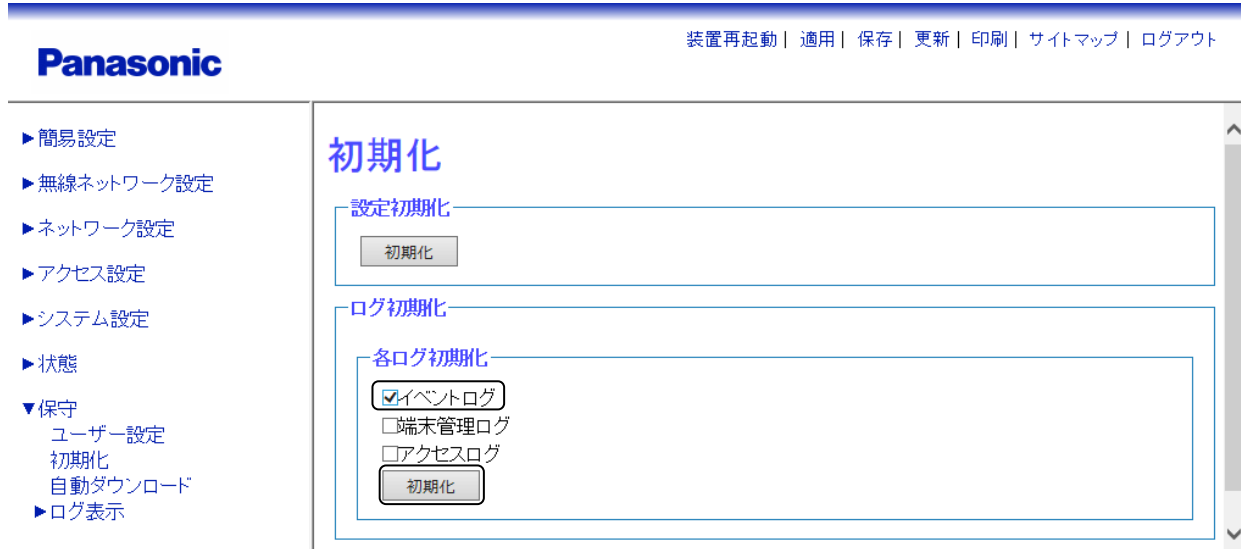 Panasonic
装置再起動| 適用| 保存| 更新| 印刷| サイトマップ| ログアウト
▶簡易設定
▶無線ネットワーク設定
▶ネットワーク設定
▶アクセス設定
▶システム設定
▶状態
▼保守
ユーザー設定
初期化
自動ダウンロード
▶ログ表示
初期化
設定初期化
初期化
ログ初期化
各ログ初期化
イベントログ
端末管理ログ
アクセスログ
初期化